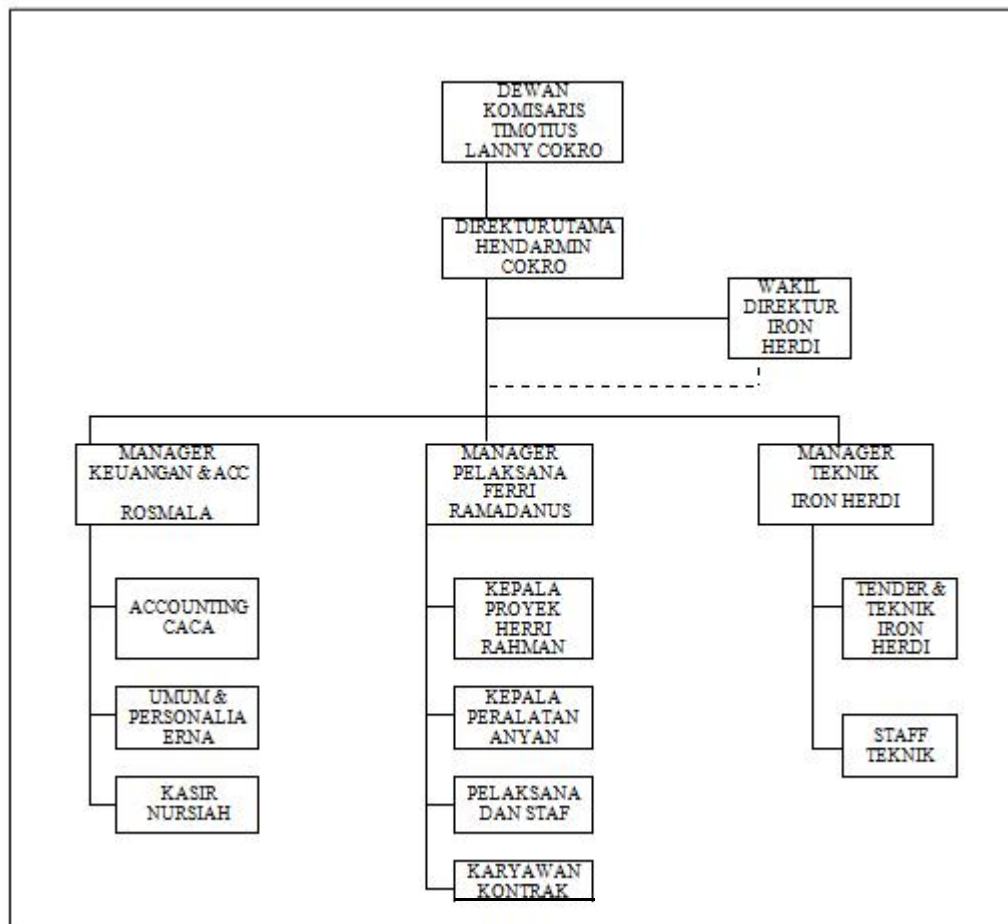 DEWAN
KOMISARIS
TIMOTIUS
LANNY COKRO
DIREKTUR UTAMA
HENDARMIN
COKRO
WAKIL
DIREKTUR
IRON
HERDI
MANAGER
KEUANGAN & ACC
ROSMALA
MANAGER
PELAKSANA
FERRI
RAMADANUS
MANAGER
TEKNIK
IRON HERDI
ACCOUNTING
CACA
UMUM &
PERSONALIA
ERNA
KASIR
NURSIAH
KEPALA
PROYEK
HERRI
RAHMAN
KEPALA
PERALATAN
ANYAN
PELAKSANA
DAN STAF
KARYAWAN
KONTRAK
TENDER &
TEKNIK
IRON
HERDI
STAFF
TEKNIK